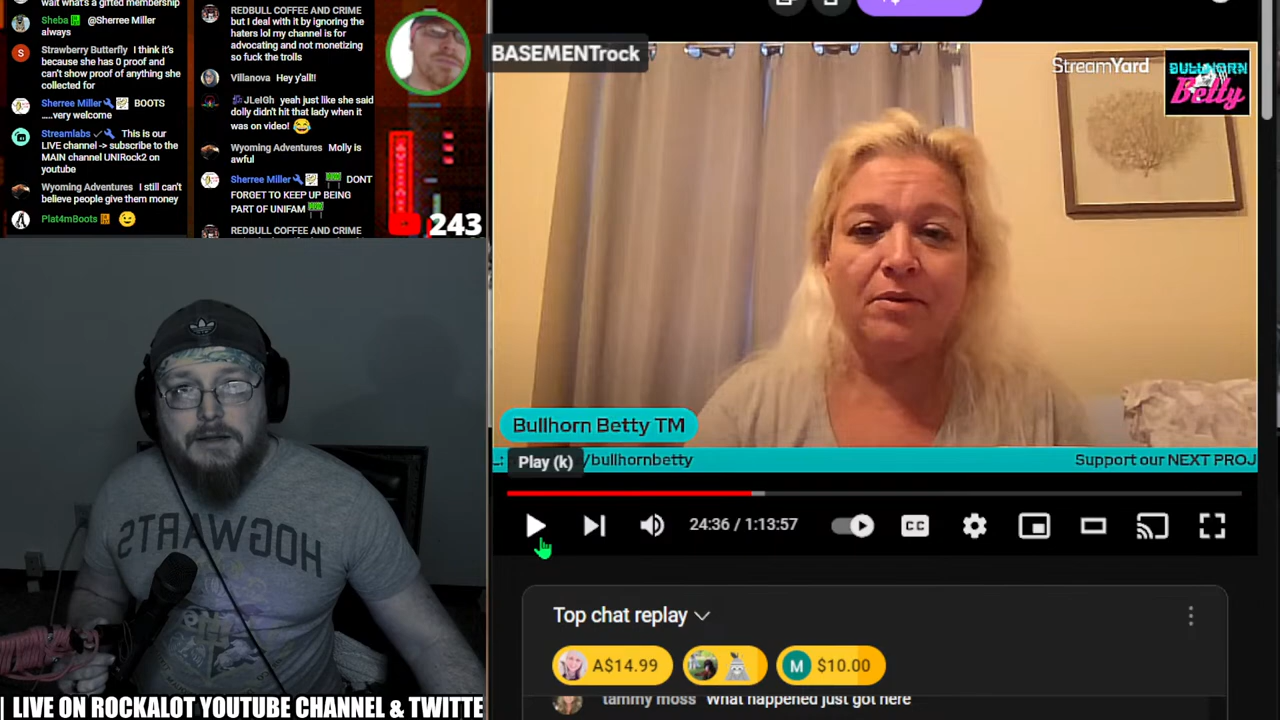 wait what's a gifted membership
Sheba @Sherree Miller
always
Strawberry Butterfly I think it's
because she has 0 proof and
can't show proof of anything she
collected for
Sherree Miller BOOTS
.....very welcome
Streamlabs This is our
LIVE channel -> subscribe to the
MAIN channel UNIRock2 on
youtube
Wyoming Adventures I still can't
believe people give them money
Plat4mBoots
REDBULL COFFEE AND CRIME
but I deal with it by ignoring the
haters lol my channel is for
advocating and not monetizing
so fuck the trolls
Villanova Hey y'all!!
JLeIGh yeah just like she said
dolly didn't hit that lady when it
was on video!
Wyoming Adventures Molly is
awful
Sherree Miller DONT
FORGET TO KEEP UP BEING
PART OF UNIFAM
REDBULL COFFEE AND CRIME
243
BASEMENTrock
StreamYard
BULLHORN
Betty
HOGWARTS
Bullhorn Betty TM
/bullhornbetty
Support our NEXT PROJ
Play (k)
24:36 / 1:13:57
CC
Top chat replay
A$14.99
M $10.00
tammy moss What happened just got here
| LIVE ON ROCKALOT YOUTUBE CHANNEL & TWITTE